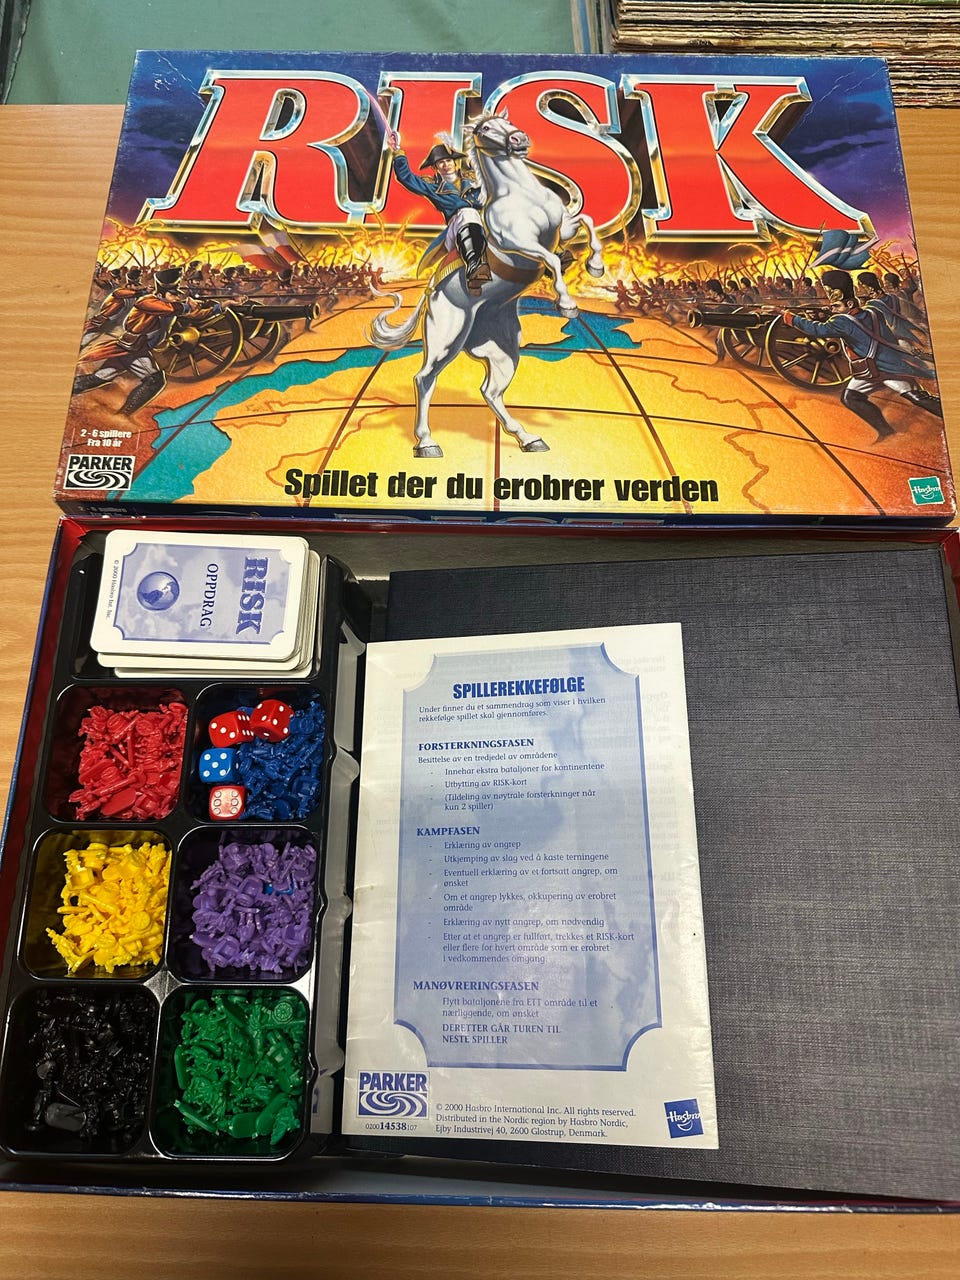 RISK
2 - 6 spillere
Fra 10 år
PARKER
Spillet der du erobrer verden
Hasbro
RISK
OPPDRAG
© 2000 Hasbro Int. Inc.
SPILLEREKKEFØLGE
Under finner du et sammendrag som viser i hvilken
rekkefølge spillet skal gjennomføres.
FORSTERKNINGSFASEN
Besittelse av en tredjedel av områdene
- Innehar ekstra bataljoner for kontinentene
- Utbytting av RISK-kort
- (Tildeling av nøytrale forsterkninger når
kun 2 spiller)
KAMPFASEN
- Erklæring av angrep
- Utkjemping av slag ved å kaste terningene
- Eventuell erklæring av et fortsatt angrep, om
ønsket
- Om et angrep lykkes, okkupering av erobret
område
- Erklæring av nytt angrep, om nødvendig
- Etter at et angrep er fullført, trekkes et RISK-kort
eller flere for hvert område som er erobret
i vedkommendes omgang
MANØVRERINGSFASEN
Flytt bataljonene fra ETT område til et
nærliggende, om ønsket
DERETTER GÅR TUREN TIL
NESTE SPILLER
PARKER
020014538107
© 2000 Hasbro International Inc. All rights reserved.
Distributed in the Nordic region by Hasbro Nordic,
Ejby Industrivej 40, 2600 Glostrup, Denmark.
Hasbro